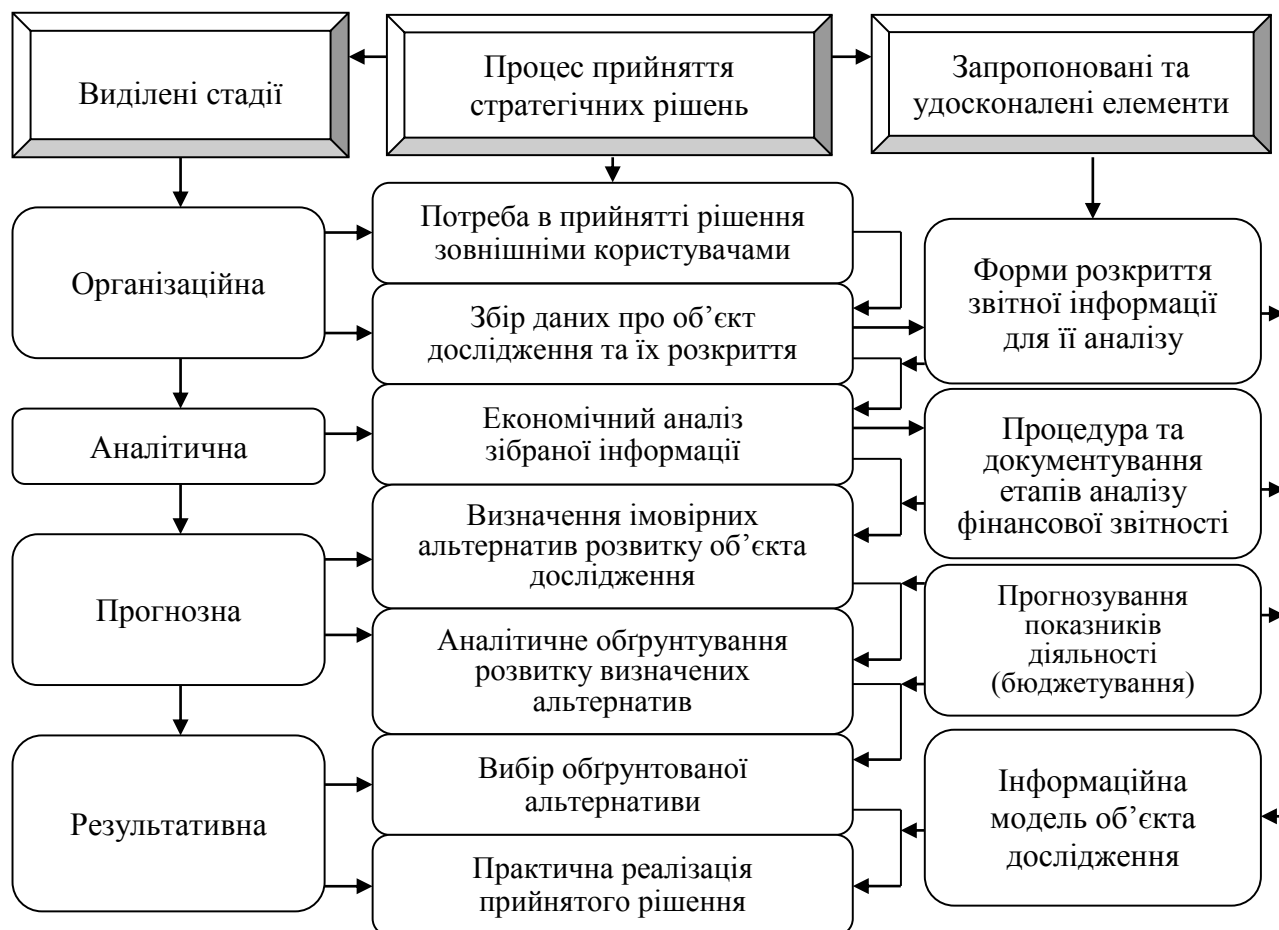 Виділені стадії
Процес прийняття
стратегічних рішень
Запропоновані та
удосконалені елементи
Організаційна
Аналітична
Прогнозна
Результативна
Потреба в прийнятті рішення
зовнішніми користувачами
Збір даних про об’єкт
дослідження та їх розкриття
Економічний аналіз
зібраної інформації
Визначення імовірних
альтернатив розвитку об’єкта
дослідження
Аналітичне обґрунтування
розвитку визначених
альтернатив
Вибір обґрунтованої
альтернативи
Практична реалізація
прийнятого рішення
Форми розкриття
звітної інформації
для її аналізу
Процедура та
документування
етапів аналізу
фінансової звітності
Прогнозування
показників
діяльності
(бюджетування)
Інформаційна
модель об’єкта
дослідження